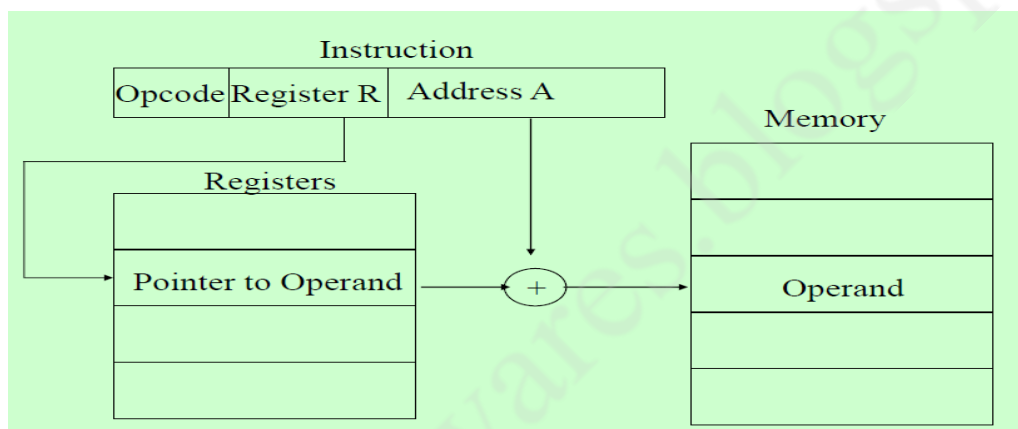 Instruction
Opcode Register R Address A
Memory
Registers
Pointer to Operand
+
Operand